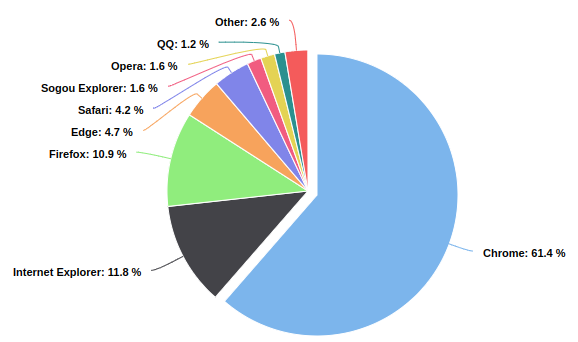 Other: 2.6 %
QQ: 1.2 %
Opera: 1.6 %
Sogou Explorer: 1.6 %
Safari: 4.2 %
Edge: 4.7 %
Firefox: 10.9 %
Internet Explorer: 11.8 %
Chrome: 61.4 %